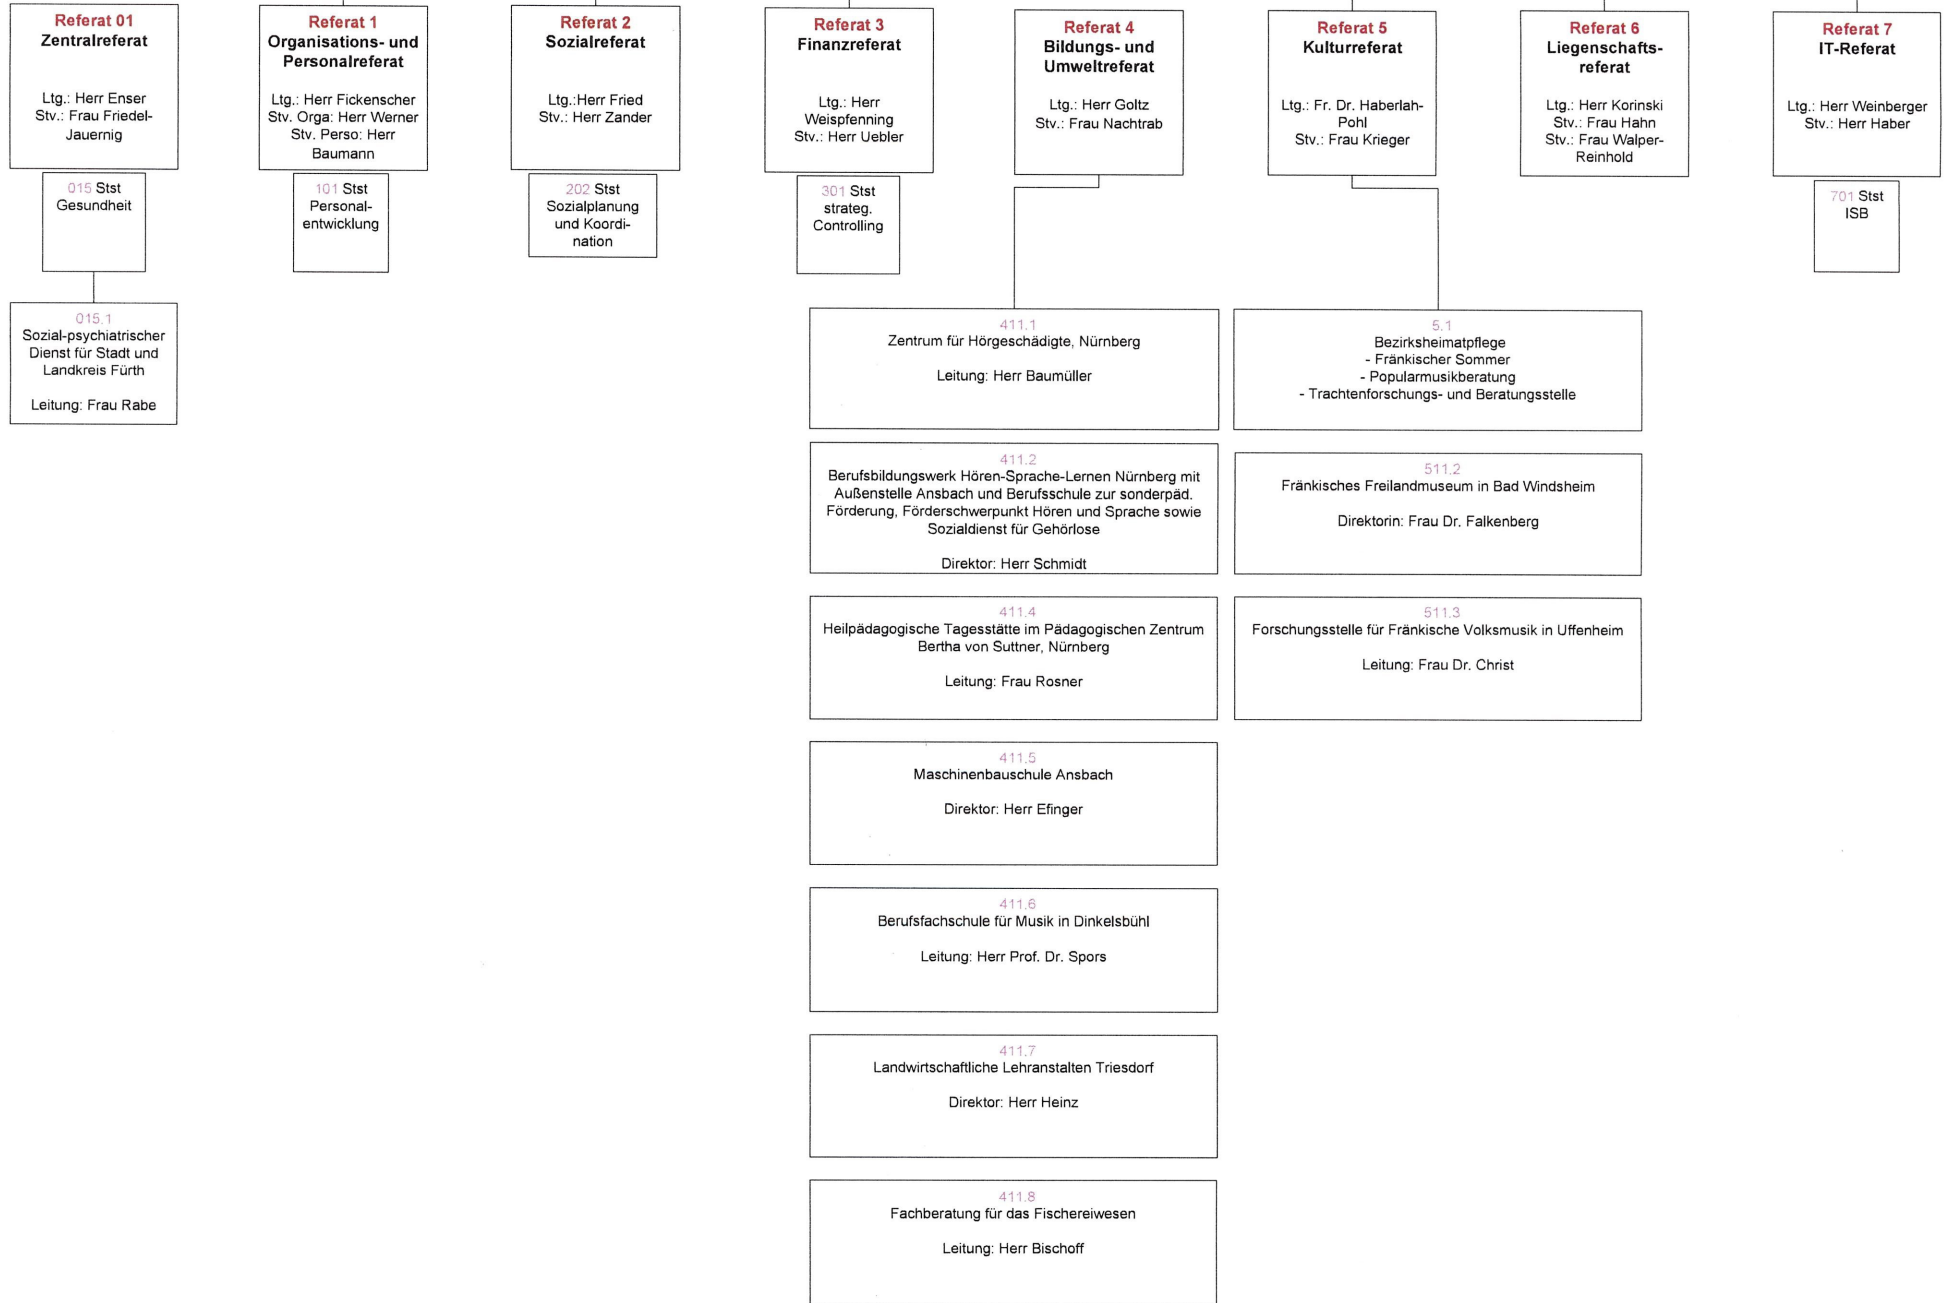 Referat 01
Zentralreferat
Ltg.: Herr Enser
Stv.: Frau Friedel-
Jauernig
Referat 1
Organisations- und
Personalreferat
Ltg.: Herr Fickenscher
Stv. Orga: Herr Werner
Stv. Perso: Herr
Baumann
Referat 2
Sozialreferat
Ltg.:Herr Fried
Stv.: Herr Zander
Referat 3
Finanzreferat
Ltg.: Herr
Weispfenning
Stv.: Herr Uebler
Referat 4
Bildungs- und
Umweltreferat
Ltg.: Herr Goltz
Stv.: Frau Nachtrab
Referat 5
Kulturreferat
Ltg.: Fr. Dr. Haberlah-
Pohl
Stv.: Frau Krieger
Referat 6
Liegenschafts-
referat
Ltg.: Herr Korinski
Stv.: Frau Hahn
Stv.: Frau Walper-
Reinhold
Referat 7
IT-Referat
Ltg.: Herr Weinberger
Stv.: Herr Haber
015 Stst
Gesundheit
101 Stst
Personal-
entwicklung
202 Stst
Sozialplanung
und Koordi-
nation
301 Stst
strateg.
Controlling
701 Stst
ISB
015.1
Sozial-psychiatrischer
Dienst für Stadt und
Landkreis Fürth
Leitung: Frau Rabe
411.1
Zentrum für Hörgeschädigte, Nürnberg
Leitung: Herr Baumüller
411.2
Berufsbildungswerk Hören-Sprache-Lernen Nürnberg mit
Außenstelle Ansbach und Berufsschule zur sonderpäd.
Förderung, Förderschwerpunkt Hören und Sprache sowie
Sozialdienst für Gehörlose
Direktor: Herr Schmidt
411.4
Heilpädagogische Tagesstätte im Pädagogischen Zentrum
Bertha von Suttner, Nürnberg
Leitung: Frau Rosner
411.5
Maschinenbauschule Ansbach
Direktor: Herr Efinger
411.6
Berufsfachschule für Musik in Dinkelsbühl
Leitung: Herr Prof. Dr. Spors
411.7
Landwirtschaftliche Lehranstalten Triesdorf
Direktor: Herr Heinz
411.8
Fachberatung für das Fischereiwesen
Leitung: Herr Bischoff
5.1
Bezirksheimatpflege
- Fränkischer Sommer
- Popularmusikberatung
- Trachtenforschungs- und Beratungsstelle
511.2
Fränkisches Freilandmuseum in Bad Windsheim
Direktorin: Frau Dr. Falkenberg
511.3
Forschungsstelle für Fränkische Volksmusik in Uffenheim
Leitung: Frau Dr. Christ